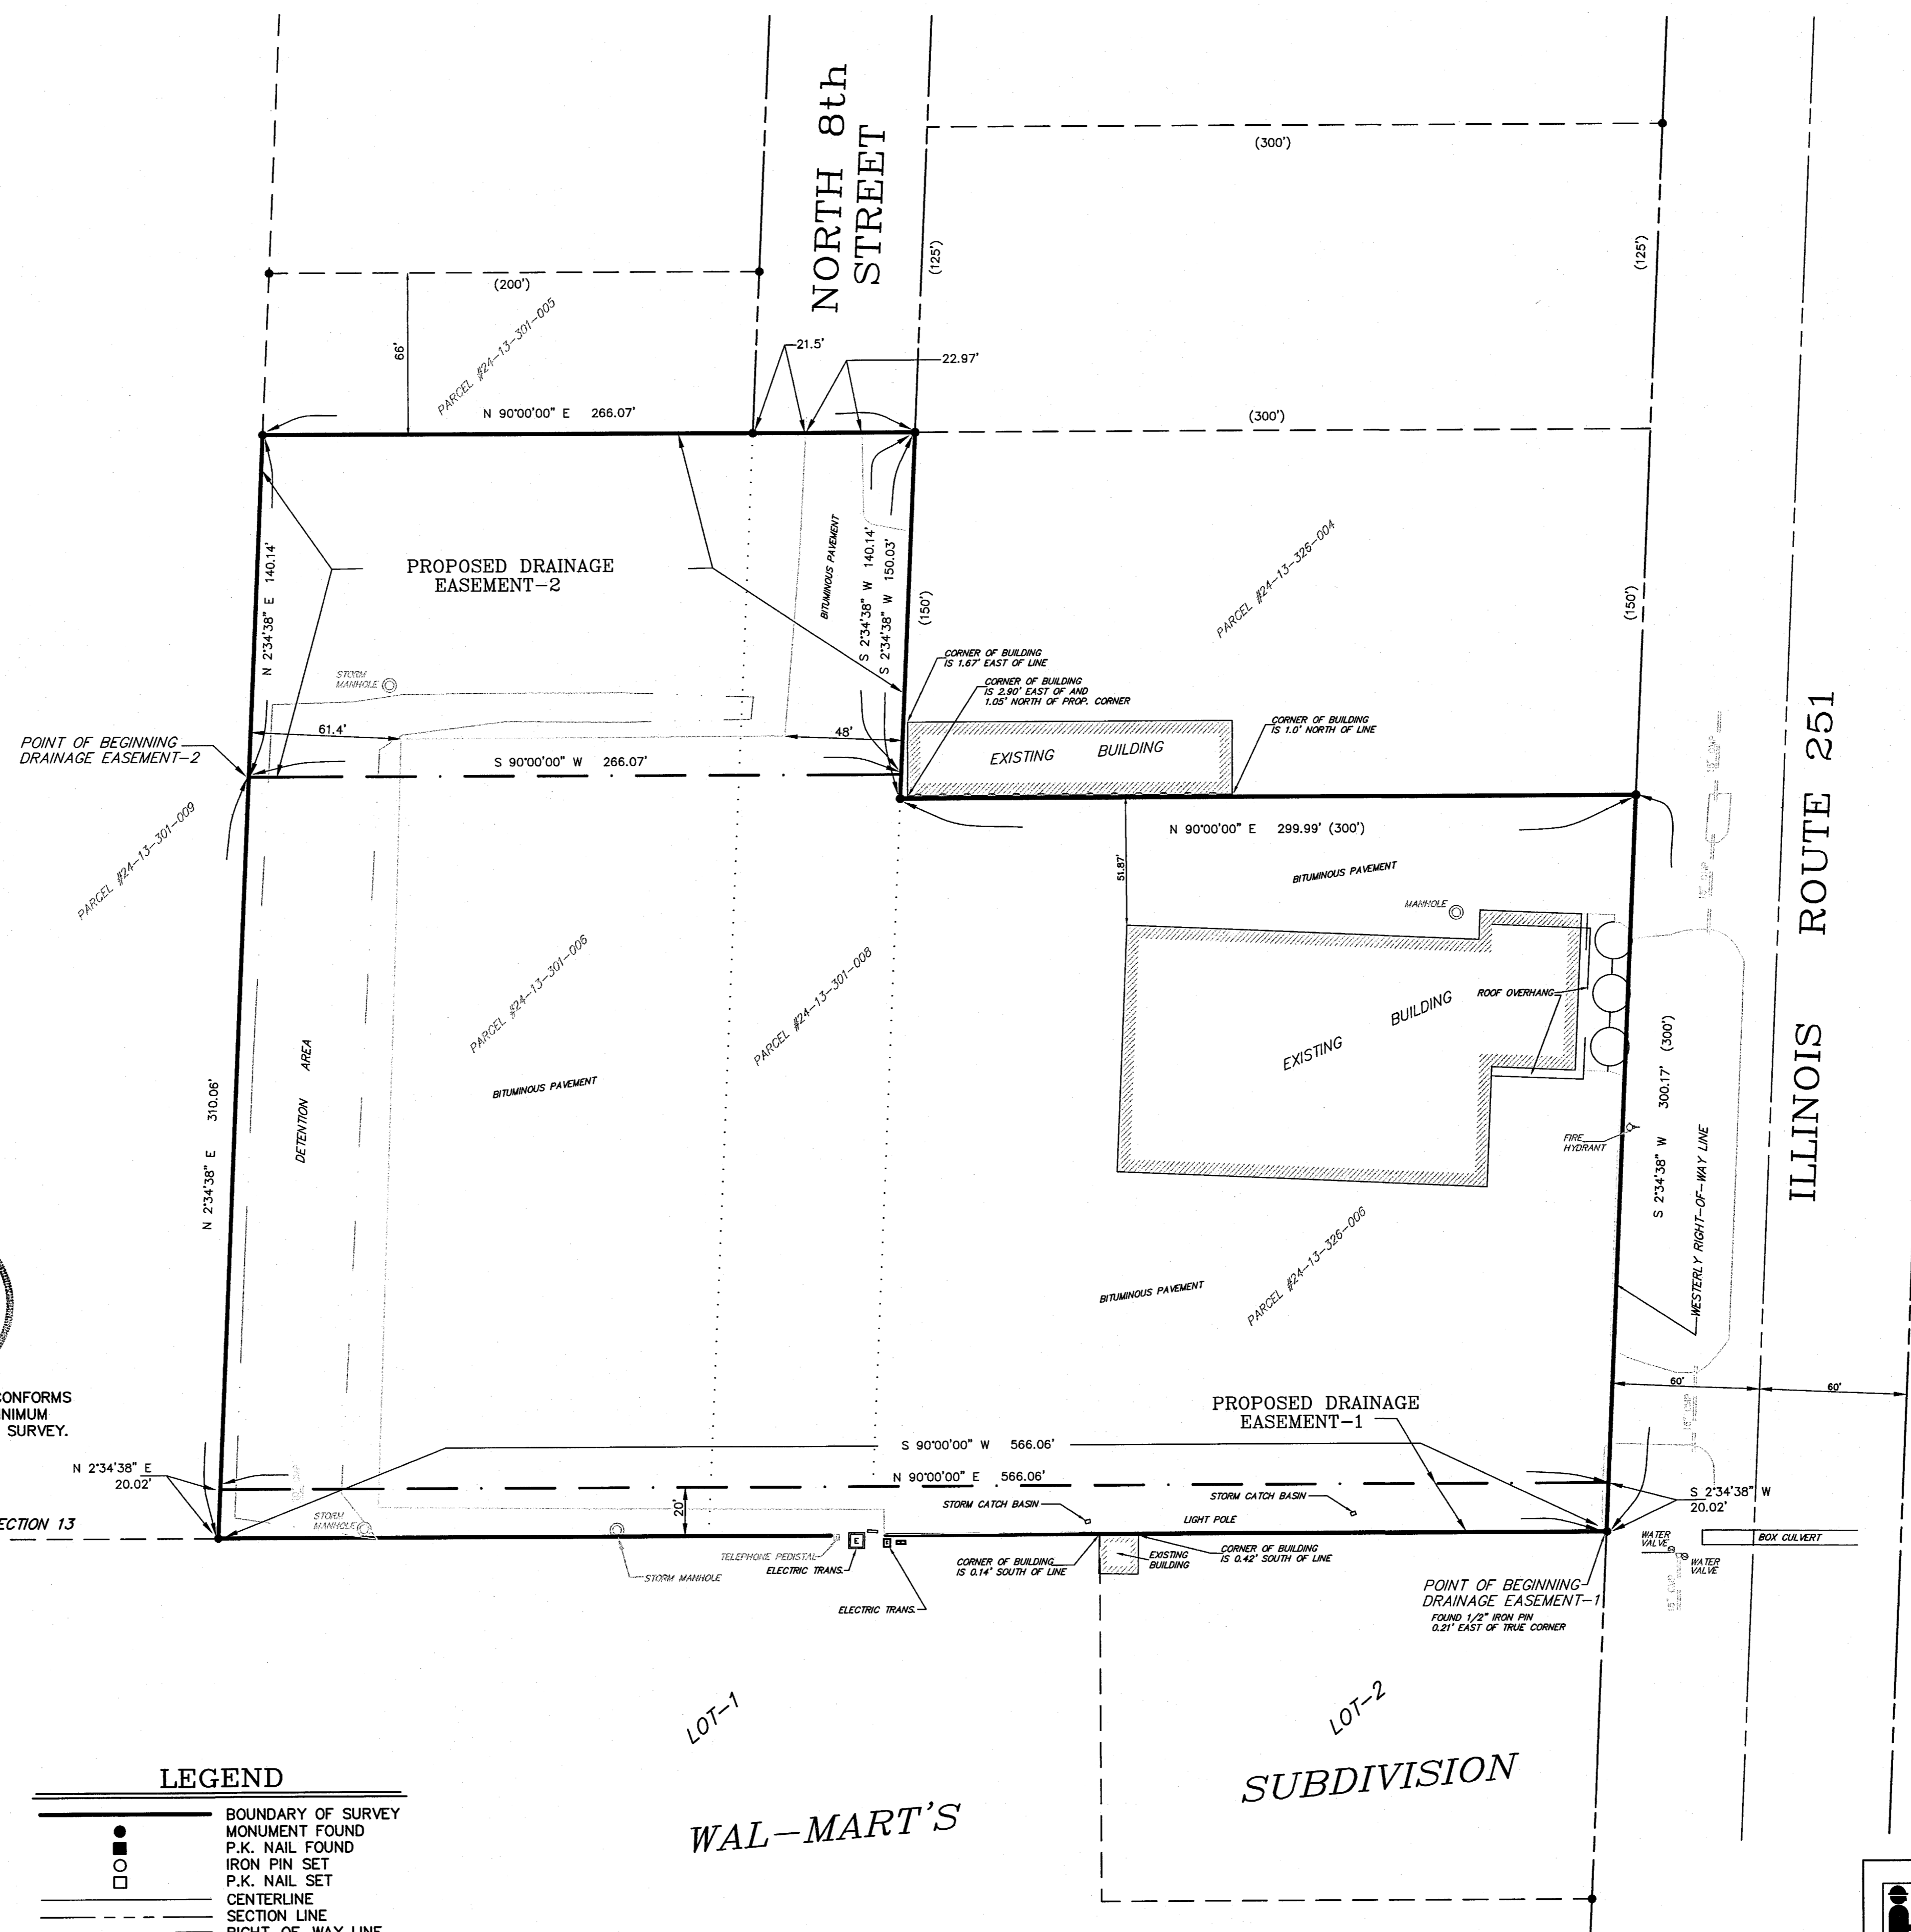 NORTH 8th
STREET
(300')
(125')
(125')
(200')
66'
PARCEL #24-13-301-005
21.5'
22.97'
N 90°00'00" E 266.07'
(300')
PROPOSED DRAINAGE
EASEMENT-2
N 2°34'38" E 140.14'
BITUMINOUS PAVEMENT
S 2°34'38" W 140.14'
S 2°34'38" W 150.03'
(150')
PARCEL #24-13-326-004
(150')
STORM
MANHOLE
CORNER OF BUILDING
IS 1.67' EAST OF LINE
CORNER OF BUILDING
IS 2.90' EAST OF AND
1.05' NORTH OF PROP. CORNER
CORNER OF BUILDING
IS 1.0' NORTH OF LINE
POINT OF BEGINNING
DRAINAGE EASEMENT-2
61.4'
48'
EXISTING BUILDING
S 90°00'00" W 266.07'
PARCEL #24-13-301-009
N 90°00'00" E 299.99' (300')
51.87'
BITUMINOUS PAVEMENT
MANHOLE
15" CMP
ILLINOIS ROUTE 251
PARCEL #24-13-301-006
PARCEL #24-13-301-008
EXISTING BUILDING
ROOF OVERHANG
DETENTION AREA
BITUMINOUS PAVEMENT
N 2°34'38" E 310.06'
FIRE
HYDRANT
S 2°34'38" W 300.17' (300')
WESTERLY RIGHT-OF-WAY LINE
BITUMINOUS PAVEMENT
PARCEL #24-13-326-006
60'
60'
15" CMP
CONFORMS
NIMUM
SURVEY.
PROPOSED DRAINAGE
EASEMENT-1
S 90°00'00" W 566.06'
N 90°00'00" E 566.06'
N 2°34'38" E
20.02'
S 2°34'38" W
20.02'
20'
STORM CATCH BASIN
STORM CATCH BASIN
LIGHT POLE
ECTION 13
STORM
MANHOLE
STORM MANHOLE
TELEPHONE PEDISTAL
ELECTRIC TRANS.
E
ELECTRIC TRANS.
CORNER OF BUILDING
IS 0.14' SOUTH OF LINE
EXISTING
BUILDING
CORNER OF BUILDING
IS 0.42' SOUTH OF LINE
WATER
VALVE
WATER
VALVE
BOX CULVERT
15" CMP
POINT OF BEGINNING
DRAINAGE EASEMENT-1
FOUND 1/2" IRON PIN
0.21' EAST OF TRUE CORNER
LOT-1
LOT-2
WAL-MART'S
SUBDIVISION
LEGEND
BOUNDARY OF SURVEY
MONUMENT FOUND
P.K. NAIL FOUND
IRON PIN SET
P.K. NAIL SET
CENTERLINE
SECTION LINE
RIGHT OF WAY LINE